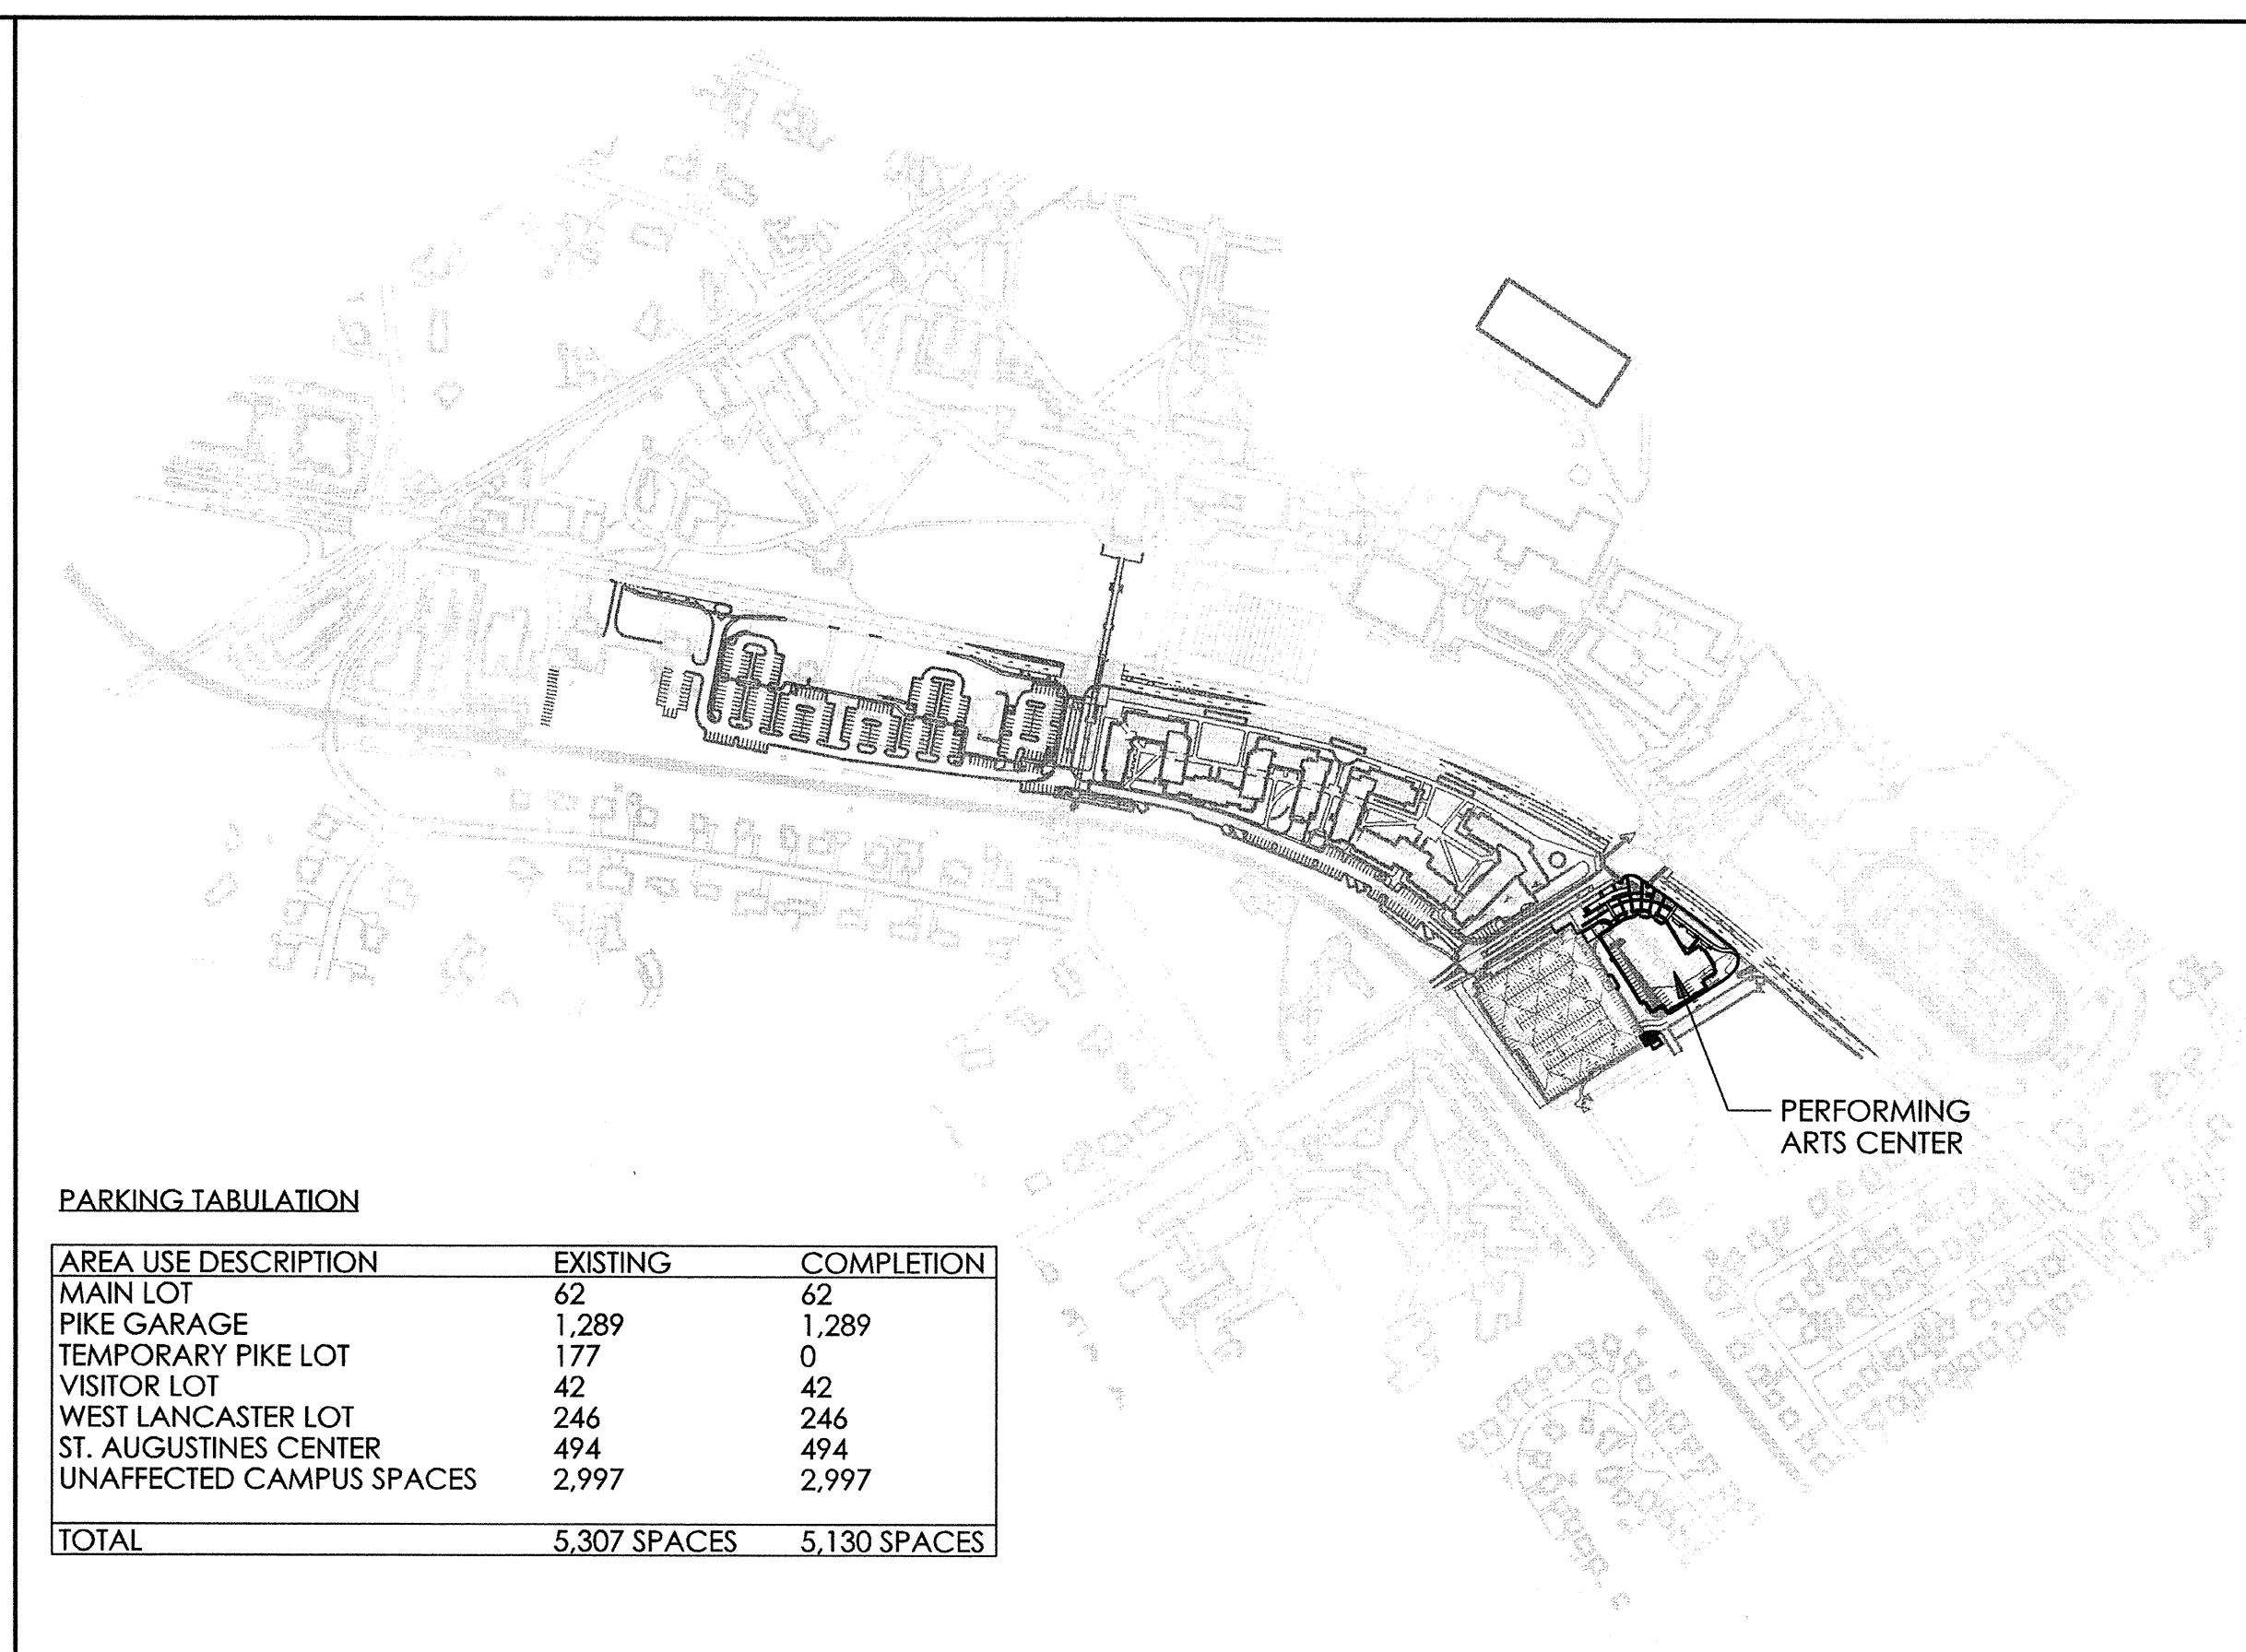 PERFORMING
ARTS CENTER
PARKING TABULATION
AREA USE DESCRIPTION EXISTING COMPLETION
MAIN LOT 62 62
PIKE GARAGE 1,289 1,289
TEMPORARY PIKE LOT 177 0
VISITOR LOT 42 42
WEST LANCASTER LOT 246 246
ST. AUGUSTINES CENTER 494 494
UNAFFECTED CAMPUS SPACES 2,997 2,997
TOTAL 5,307 SPACES 5,130 SPACES